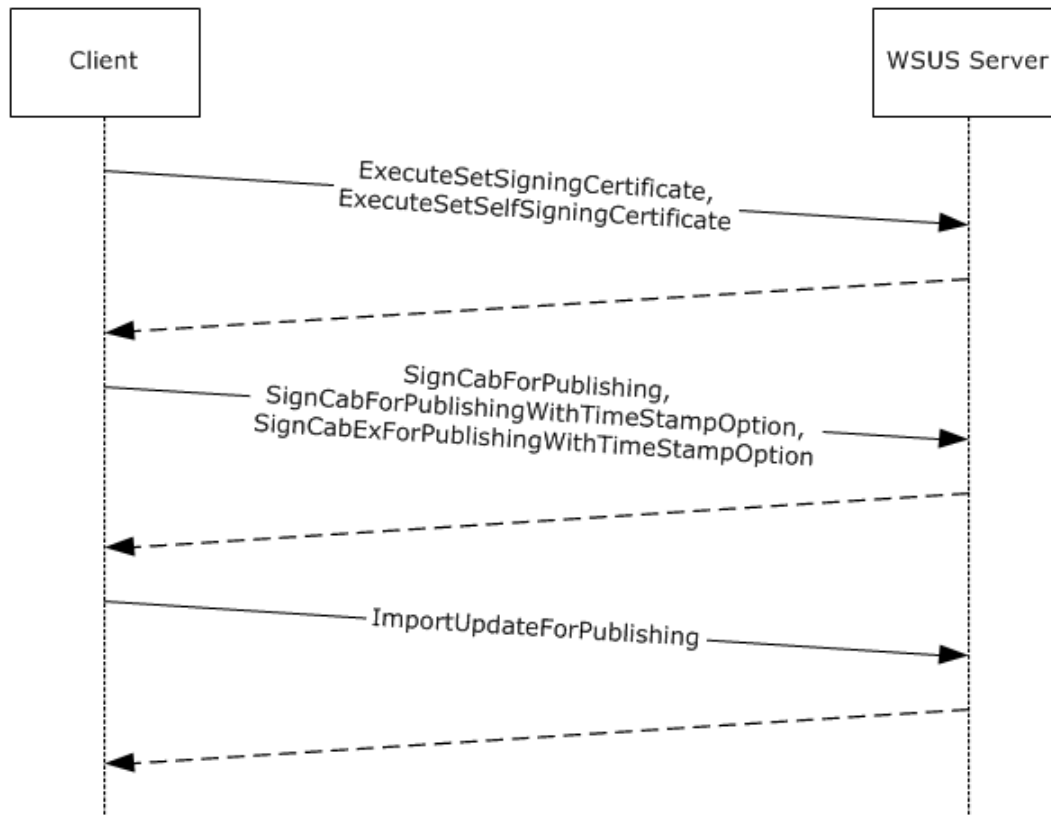 Client
WSUS Server
ExecuteSetSigningCertificate,
ExecuteSetSelfSigningCertificate
SignCabForPublishing,
SignCabForPublishingWithTimeStampOption,
SignCabExForPublishingWithTimeStampOption
ImportUpdateForPublishing